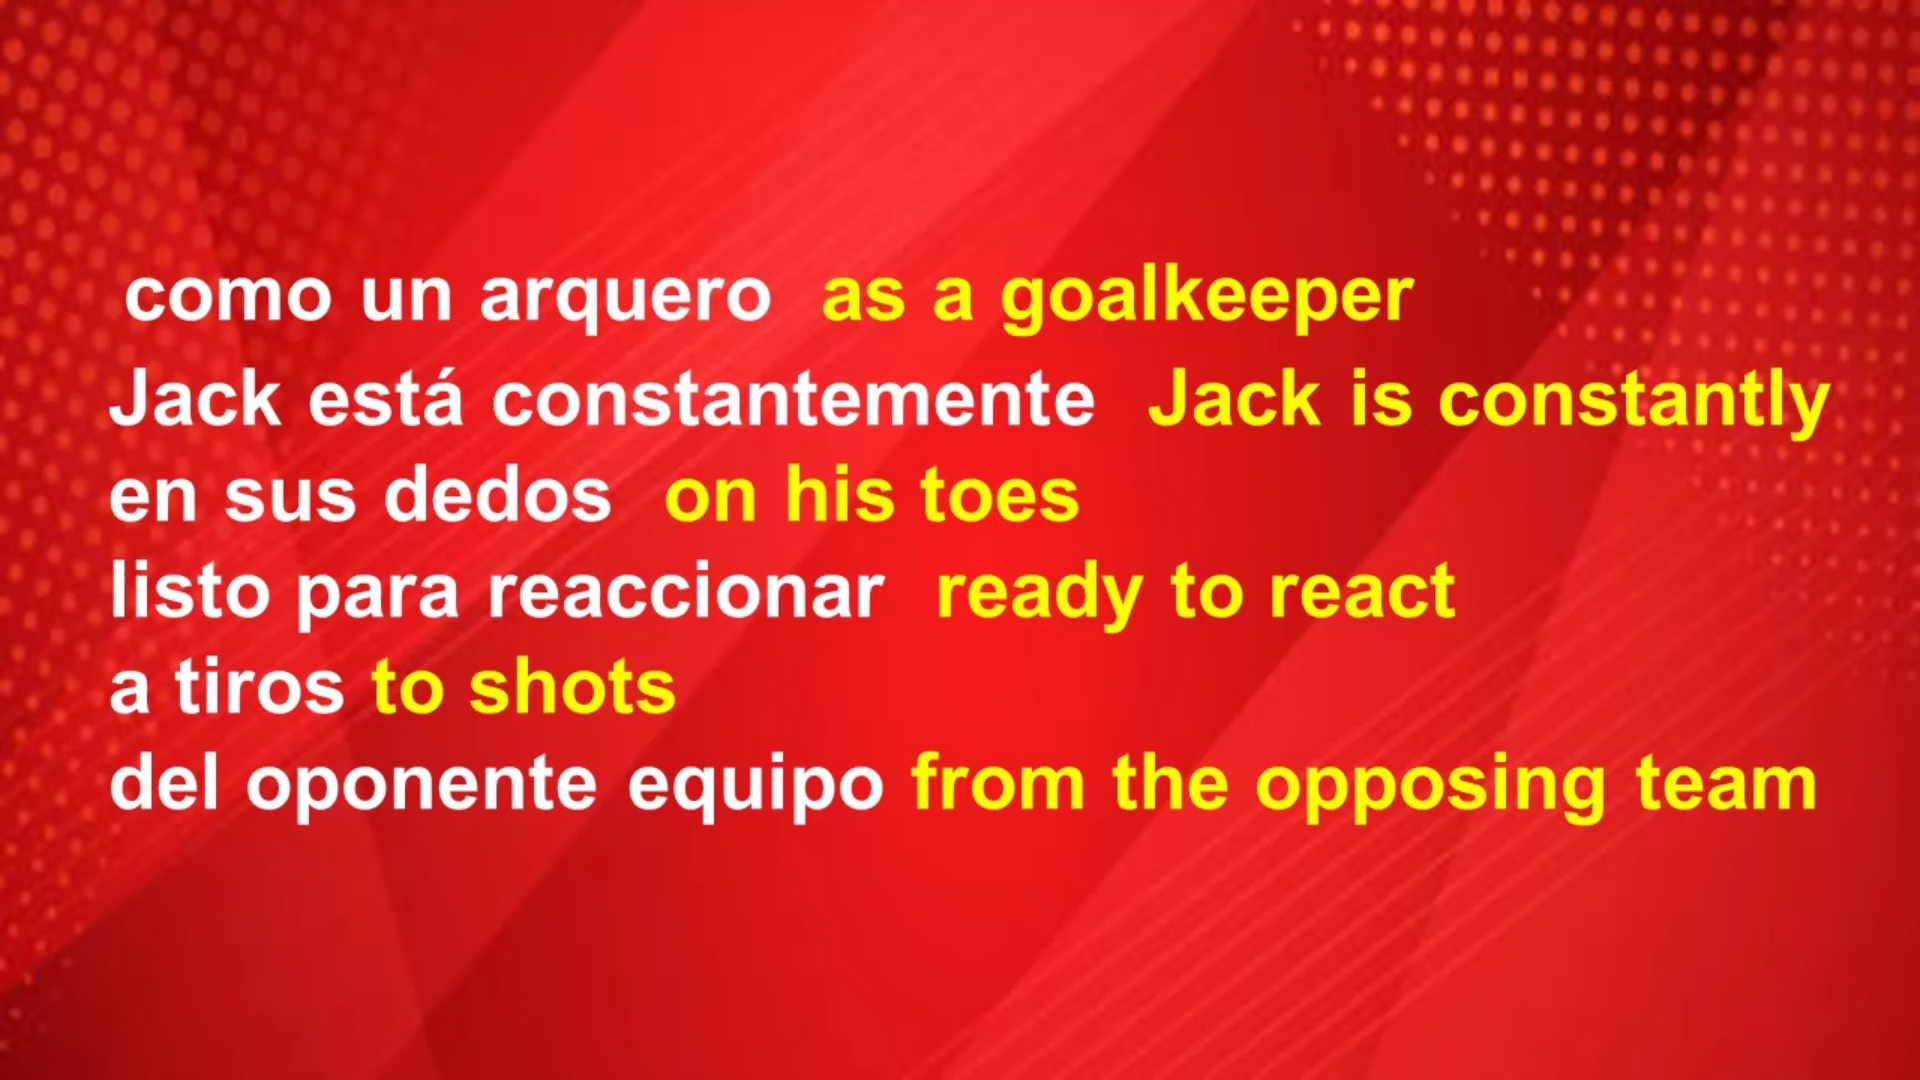 como un arquero as a goalkeeper
Jack está constantemente Jack is constantly
en sus dedos on his toes
listo para reaccionar ready to react
a tiros to shots
del oponente equipo from the opposing team